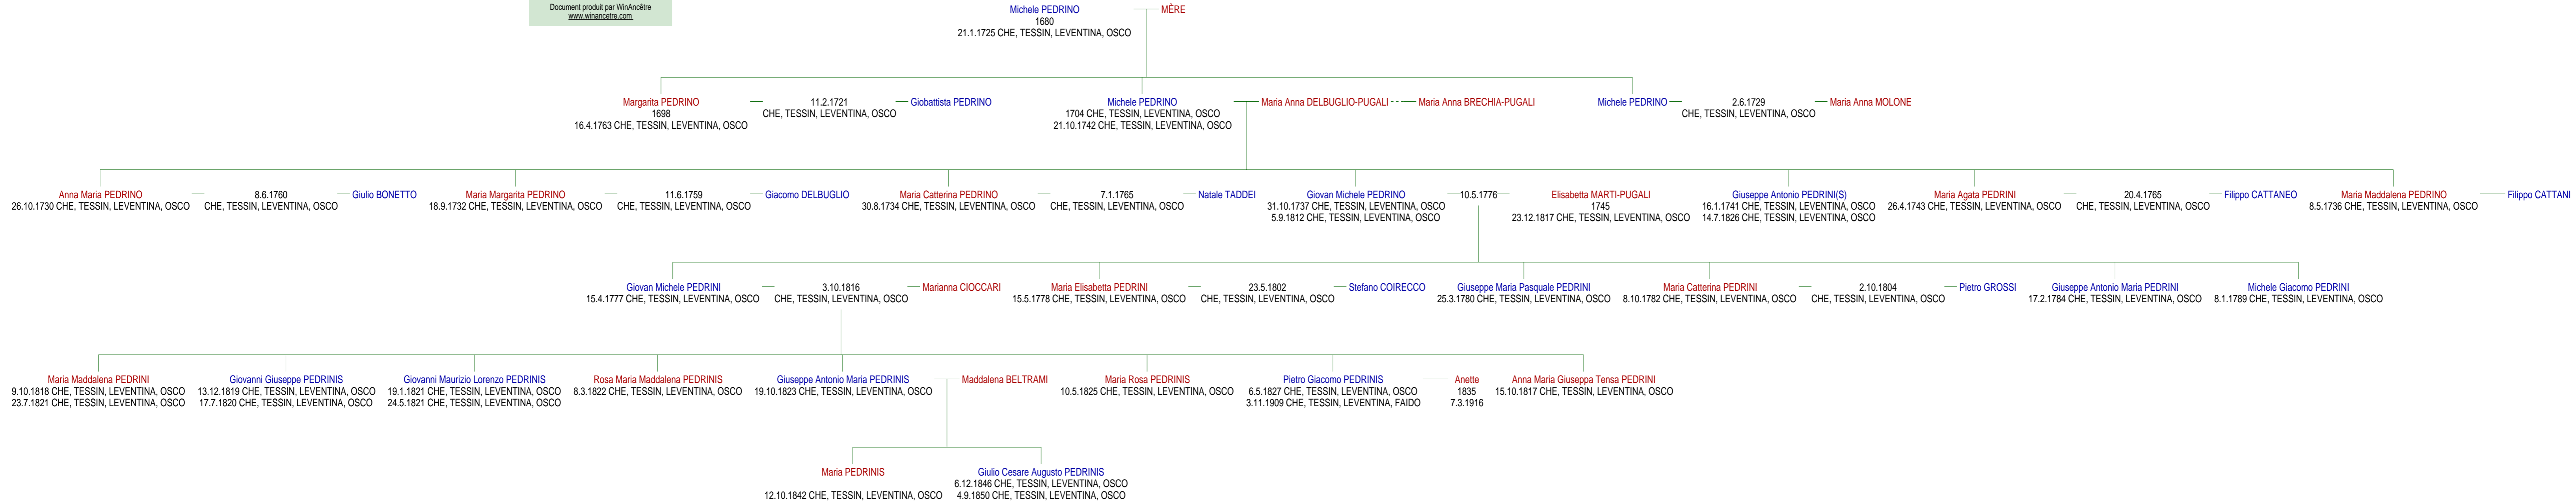 Document produit par WinAncêtre
www.winancetre.com
Michele PEDRINO
1680
21.1.1725 CHE, TESSIN, LEVENTINA, OSCO
MÈRE
Margarita PEDRINO
1698
16.4.1763 CHE, TESSIN, LEVENTINA, OSCO
11.2.1721
CHE, TESSIN, LEVENTINA, OSCO
Giobattista PEDRINO
Michele PEDRINO
1704 CHE, TESSIN, LEVENTINA, OSCO
21.10.1742 CHE, TESSIN, LEVENTINA, OSCO
Maria Anna DELBUGLIO-PUGALI
Maria Anna BRECHIA-PUGALI
Michele PEDRINO
2.6.1729
CHE, TESSIN, LEVENTINA, OSCO
Maria Anna MOLONE
Anna Maria PEDRINO
26.10.1730 CHE, TESSIN, LEVENTINA, OSCO
8.6.1760
CHE, TESSIN, LEVENTINA, OSCO
Giulio BONETTO
Maria Margarita PEDRINO
18.9.1732 CHE, TESSIN, LEVENTINA, OSCO
11.6.1759
CHE, TESSIN, LEVENTINA, OSCO
Giacomo DELBUGLIO
Maria Catterina PEDRINO
30.8.1734 CHE, TESSIN, LEVENTINA, OSCO
7.1.1765
CHE, TESSIN, LEVENTINA, OSCO
Natale TADDEI
Giovan Michele PEDRINO
31.10.1737 CHE, TESSIN, LEVENTINA, OSCO
5.9.1812 CHE, TESSIN, LEVENTINA, OSCO
10.5.1776
Elisabetta MARTI-PUGALI
1745
23.12.1817 CHE, TESSIN, LEVENTINA, OSCO
Giuseppe Antonio PEDRINI(S)
16.1.1741 CHE, TESSIN, LEVENTINA, OSCO
14.7.1826 CHE, TESSIN, LEVENTINA, OSCO
Maria Agata PEDRINI
26.4.1743 CHE, TESSIN, LEVENTINA, OSCO
20.4.1765
CHE, TESSIN, LEVENTINA, OSCO
Filippo CATTANEO
Maria Maddalena PEDRINO
8.5.1736 CHE, TESSIN, LEVENTINA, OSCO
Filippo CATTANI
Giovan Michele PEDRINI
15.4.1777 CHE, TESSIN, LEVENTINA, OSCO
3.10.1816
CHE, TESSIN, LEVENTINA, OSCO
Marianna CIOCCARI
Maria Elisabetta PEDRINI
15.5.1778 CHE, TESSIN, LEVENTINA, OSCO
23.5.1802
CHE, TESSIN, LEVENTINA, OSCO
Stefano COIRECCO
Giuseppe Maria Pasquale PEDRINI
25.3.1780 CHE, TESSIN, LEVENTINA, OSCO
Maria Catterina PEDRINI
8.10.1782 CHE, TESSIN, LEVENTINA, OSCO
2.10.1804
CHE, TESSIN, LEVENTINA, OSCO
Pietro GROSSI
Giuseppe Antonio Maria PEDRINI
17.2.1784 CHE, TESSIN, LEVENTINA, OSCO
Michele Giacomo PEDRINI
8.1.1789 CHE, TESSIN, LEVENTINA, OSCO
Maria Maddalena PEDRINI
9.10.1818 CHE, TESSIN, LEVENTINA, OSCO
23.7.1821 CHE, TESSIN, LEVENTINA, OSCO
Giovanni Giuseppe PEDRINIS
13.12.1819 CHE, TESSIN, LEVENTINA, OSCO
17.7.1820 CHE, TESSIN, LEVENTINA, OSCO
Giovanni Maurizio Lorenzo PEDRINIS
19.1.1821 CHE, TESSIN, LEVENTINA, OSCO
24.5.1821 CHE, TESSIN, LEVENTINA, OSCO
Rosa Maria Maddalena PEDRINIS
8.3.1822 CHE, TESSIN, LEVENTINA, OSCO
Giuseppe Antonio Maria PEDRINIS
19.10.1823 CHE, TESSIN, LEVENTINA, OSCO
Maddalena BELTRAMI
Maria Rosa PEDRINIS
10.5.1825 CHE, TESSIN, LEVENTINA, OSCO
Pietro Giacomo PEDRINIS
6.5.1827 CHE, TESSIN, LEVENTINA, OSCO
3.11.1909 CHE, TESSIN, LEVENTINA, FAIDO
Anette
1835
7.3.1916
Anna Maria Giuseppa Tensa PEDRINI
15.10.1817 CHE, TESSIN, LEVENTINA, OSCO
Maria PEDRINIS
12.10.1842 CHE, TESSIN, LEVENTINA, OSCO
Giulio Cesare Augusto PEDRINIS
6.12.1846 CHE, TESSIN, LEVENTINA, OSCO
4.9.1850 CHE, TESSIN, LEVENTINA, OSCO